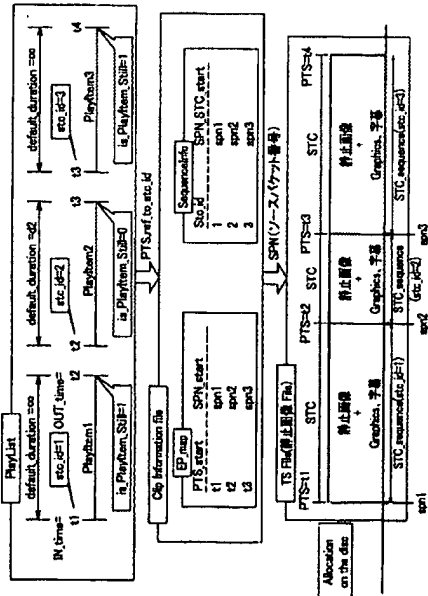 PlayList
default_duration =∞
default_duration =d2
default_duration =∞
IN_time=
stc_id=1
OUT_time=
stc_id=2
stc_id=3
t1
t2
t2
t3
t3
t4
PlayItem1
PlayItem2
PlayItem3
is_PlayItem_Still=1
is_PlayItem_Still=0
is_PlayItem_Still=1
PTS,ref_to_stc_id
Clip Information file
EP_map
PTS_start SPN_start
t1 spn1
t2 spn2
t3 spn3
SequenceInfo
Stc_id SPN_STC_start
1 spn1
2 spn2
3 spn3
SPN(ソースパケット番号)
TS File(静止画像 File)
PTS=t1
PTS=t2
PTS=t3
PTS=t4
STC
STC
STC
静止画像
+
Graphics、字幕
静止画像
+
Graphics、字幕
静止画像
+
Graphics、字幕
STC_sequence(stc_id=1)
STC_sequence
(stc_id=2)
STC_sequence(stc_id=3)
Allocation
on the disc
spn1
spn2
spn3